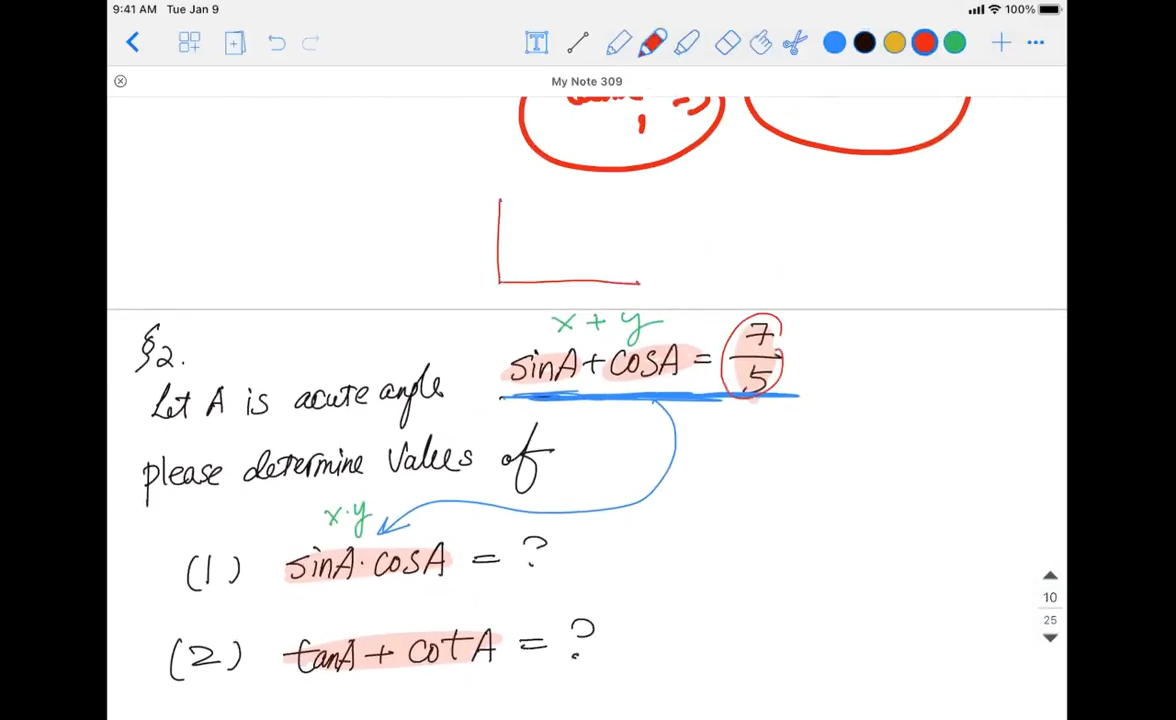 9:41 AM Tue Jan 9
100%
My Note 309
x + y
§2.
sinA + cosA = 7/5
Let A is acute angle
please determine Values of
x·y
(1) sinA·cosA = ?
(2) tanA + cotA = ?
10
25